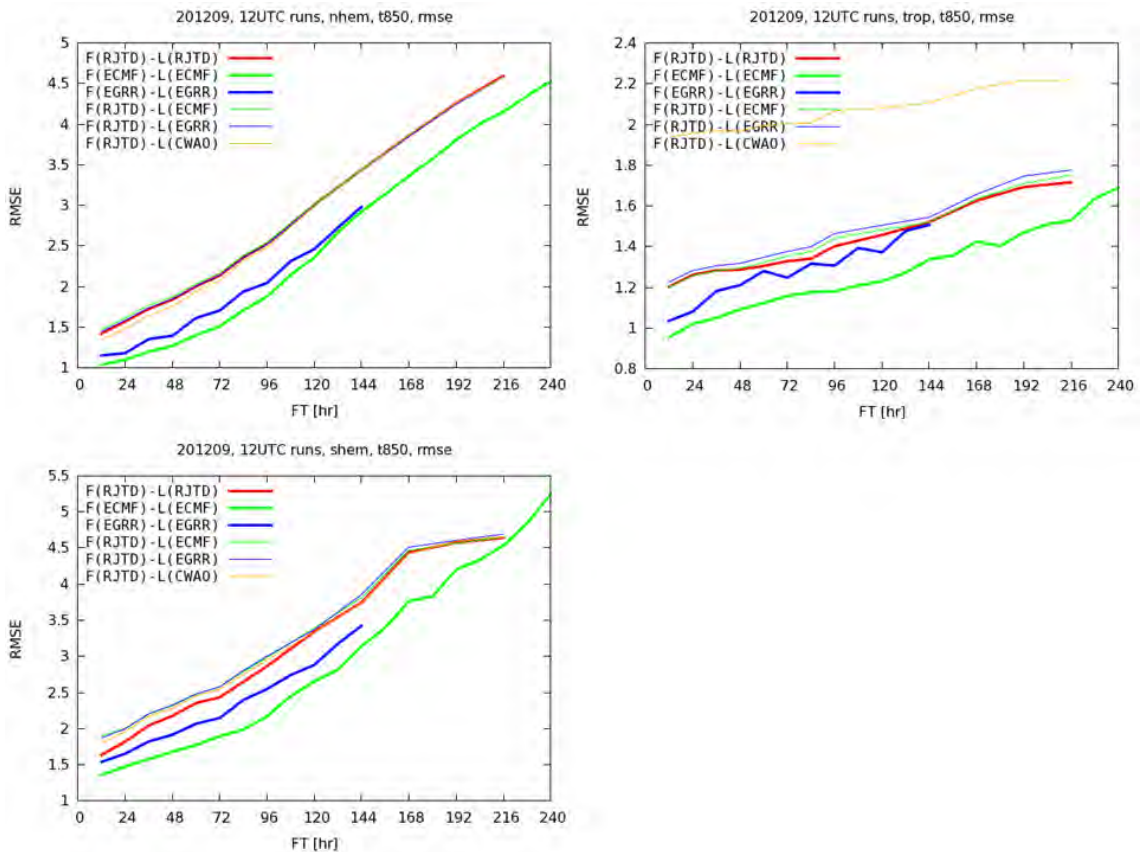 201209, 12UTC runs, nhem, t850, rmse
RMSE
5
4.5
4
3.5
3
2.5
2
1.5
1
F(RJTD)-L(RJTD)
F(ECMF)-L(ECMF)
F(EGRR)-L(EGRR)
F(RJTD)-L(ECMF)
F(RJTD)-L(EGRR)
F(RJTD)-L(CWAO)
0 24 48 72 96 120 144 168 192 216 240
FT [hr]
201209, 12UTC runs, trop, t850, rmse
RMSE
2.4
2.2
2
1.8
1.6
1.4
1.2
1
0.8
F(RJTD)-L(RJTD)
F(ECMF)-L(ECMF)
F(EGRR)-L(EGRR)
F(RJTD)-L(ECMF)
F(RJTD)-L(EGRR)
F(RJTD)-L(CWAO)
0 24 48 72 96 120 144 168 192 216 240
FT [hr]
201209, 12UTC runs, shem, t850, rmse
RMSE
5.5
5
4.5
4
3.5
3
2.5
2
1.5
1
F(RJTD)-L(RJTD)
F(ECMF)-L(ECMF)
F(EGRR)-L(EGRR)
F(RJTD)-L(ECMF)
F(RJTD)-L(EGRR)
F(RJTD)-L(CWAO)
0 24 48 72 96 120 144 168 192 216 240
FT [hr]